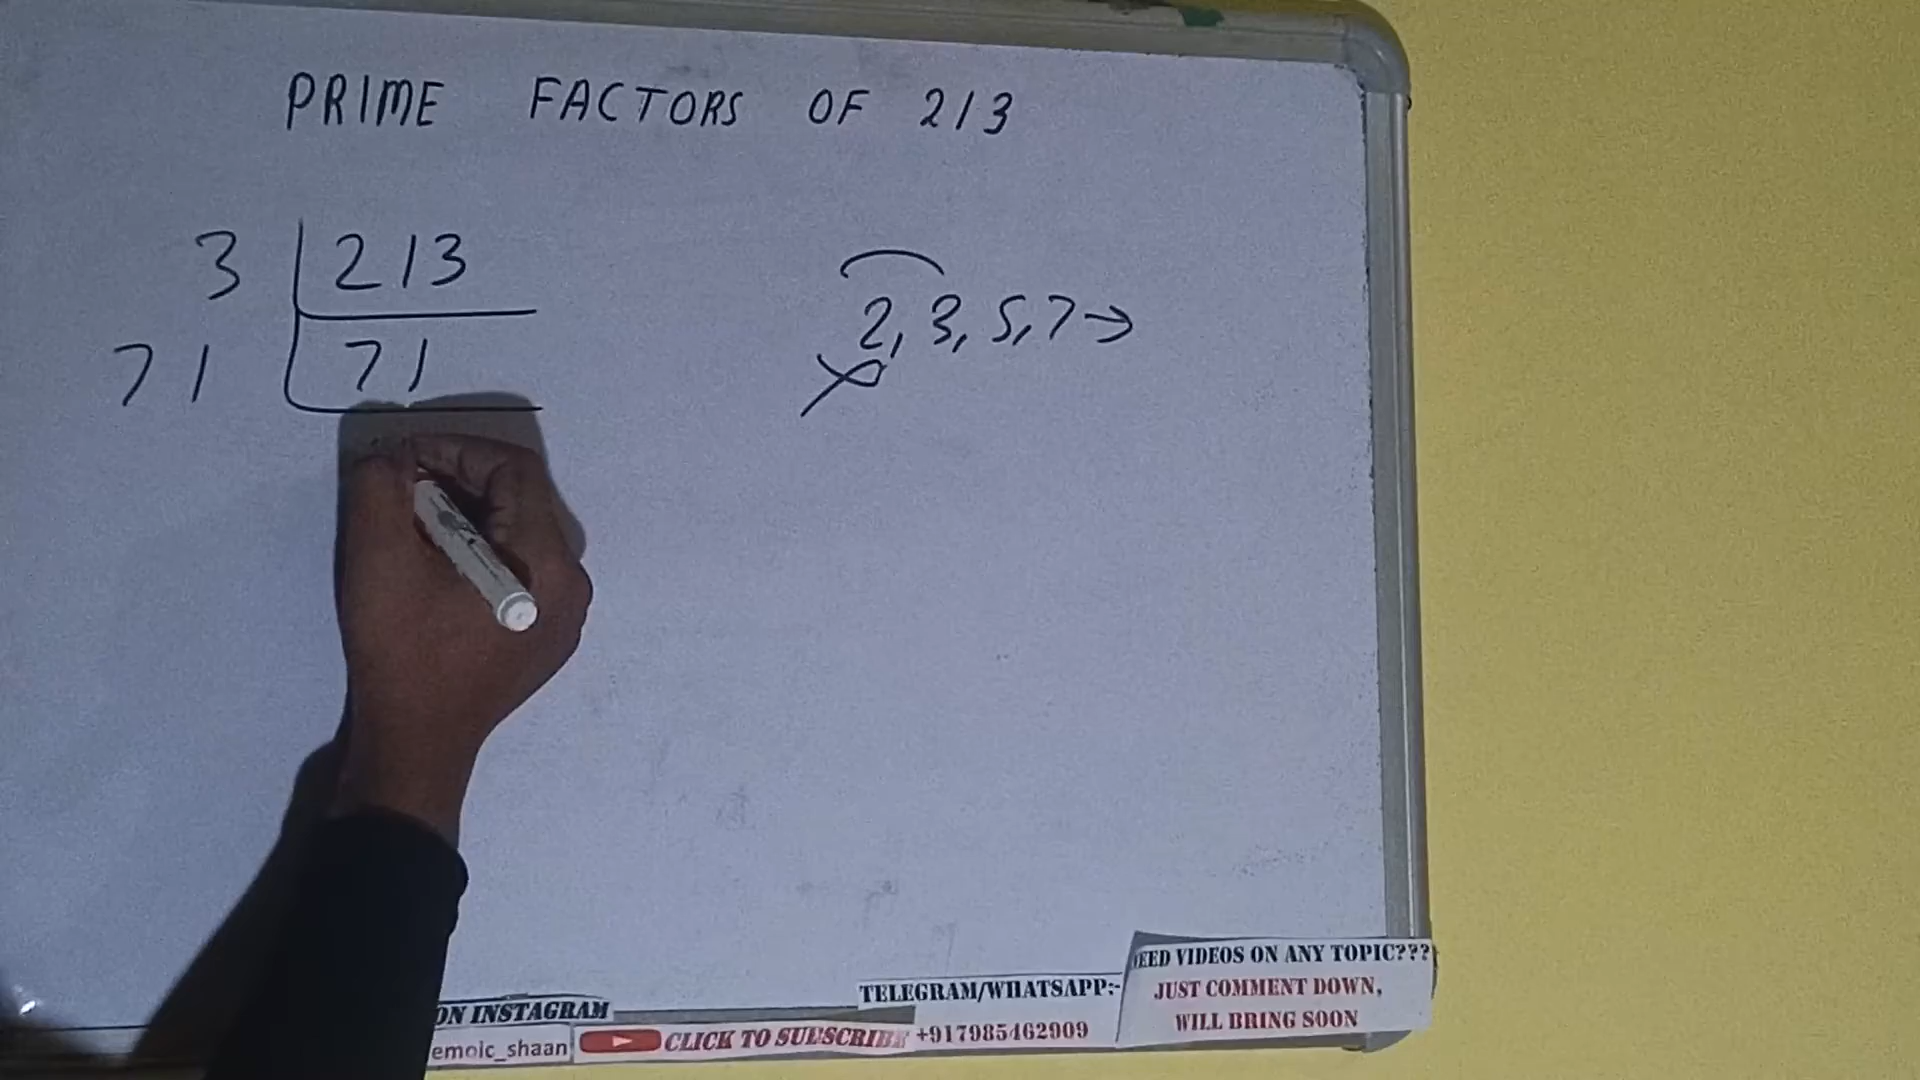 PRIME FACTORS OF 213
3 213
71 71
2, 3, 5, 7 →
ON INSTAGRAM
emoic_shaan
CLICK TO SUBSCRIBE
TELEGRAM/WHATSAPP:-
+917985462909
EED VIDEOS ON ANY TOPIC???
JUST COMMENT DOWN,
WILL BRING SOON